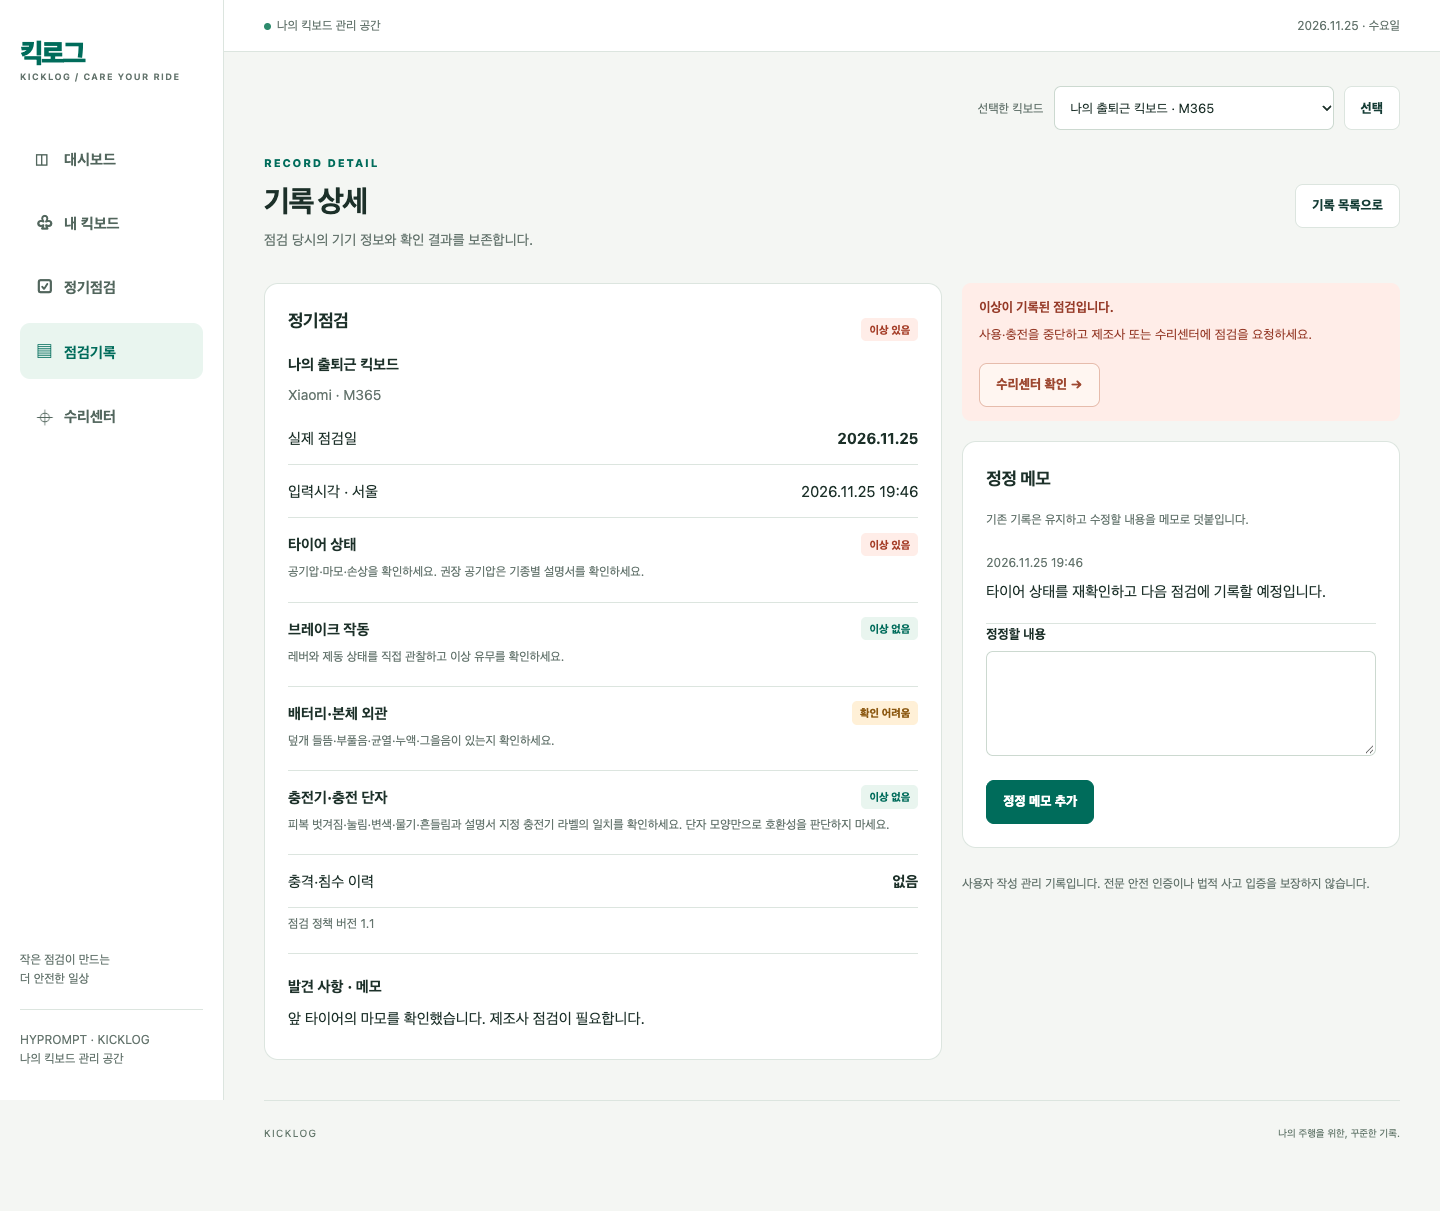 킥로그
KICKLOG / CARE YOUR RIDE
대시보드
내 킥보드
정기점검
점검기록
수리센터
작은 점검이 만드는
더 안전한 일상
HYPROMPT · KICKLOG
나의 킥보드 관리 공간
나의 킥보드 관리 공간
2026.11.25 · 수요일
선택한 킥보드
나의 출퇴근 킥보드 · M365
선택
RECORD DETAIL
기록 상세
점검 당시의 기기 정보와 확인 결과를 보존합니다.
기록 목록으로
정기점검
이상 있음
나의 출퇴근 킥보드
Xiaomi · M365
실제 점검일
2026.11.25
입력시각 · 서울
2026.11.25 19:46
타이어 상태
이상 있음
공기압·마모·손상을 확인하세요. 권장 공기압은 기종별 설명서를 확인하세요.
브레이크 작동
이상 없음
레버와 제동 상태를 직접 관찰하고 이상 유무를 확인하세요.
배터리·본체 외관
확인 어려움
덮개 들뜸·부풀음·균열·누액·그을음이 있는지 확인하세요.
충전기·충전 단자
이상 없음
피복 벗겨짐·눌림·변색·물기·흔들림과 설명서 지정 충전기 라벨의 일치를 확인하세요. 단자 모양만으로 호환성을 판단하지 마세요.
충격·침수 이력
없음
점검 정책 버전 1.1
발견 사항 · 메모
앞 타이어의 마모를 확인했습니다. 제조사 점검이 필요합니다.
이상이 기록된 점검입니다.
사용·충전을 중단하고 제조사 또는 수리센터에 점검을 요청하세요.
수리센터 확인 →
정정 메모
기존 기록은 유지하고 수정할 내용을 메모로 덧붙입니다.
2026.11.25 19:46
타이어 상태를 재확인하고 다음 점검에 기록할 예정입니다.
정정할 내용
정정 메모 추가
사용자 작성 관리 기록입니다. 전문 안전 인증이나 법적 사고 입증을 보장하지 않습니다.
KICKLOG
나의 주행을 위한, 꾸준한 기록.